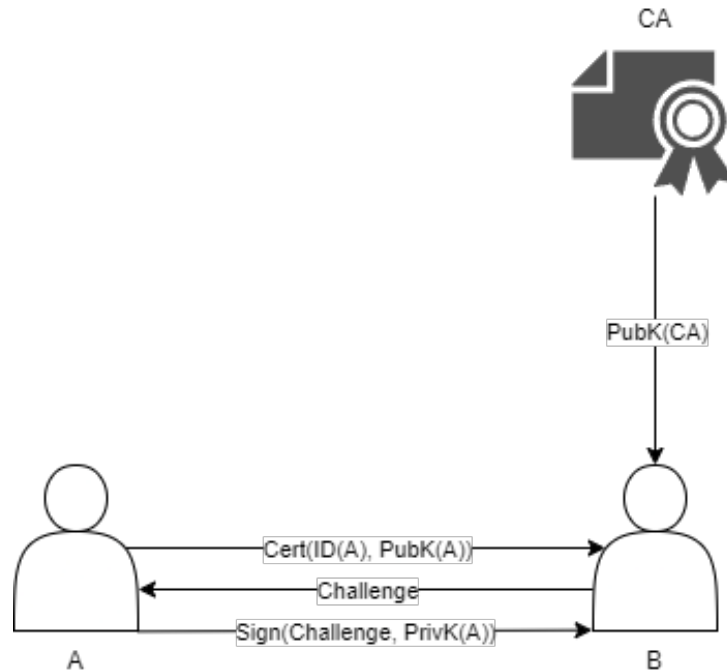 CA
PubK(CA)
Cert(ID(A), PubK(A))
Challenge
Sign(Challenge, PrivK(A))
A
B